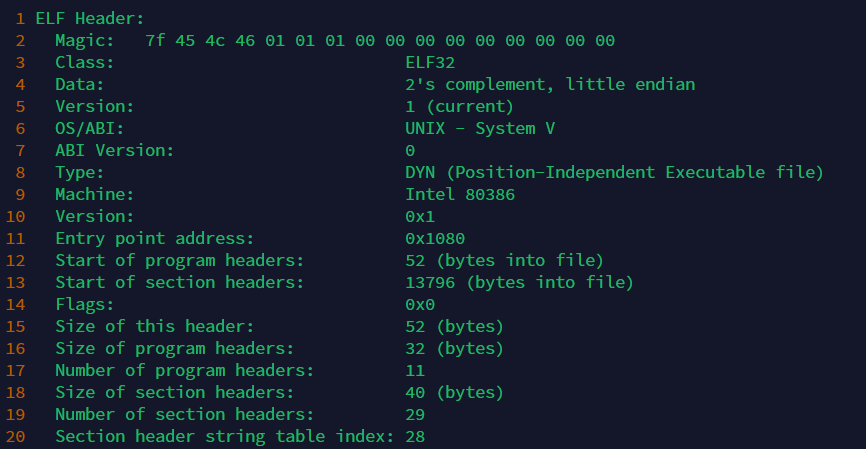 1 ELF Header:
2   Magic:   7f 45 4c 46 01 01 01 00 00 00 00 00 00 00 00 00
3   Class:                             ELF32
4   Data:                              2's complement, little endian
5   Version:                           1 (current)
6   OS/ABI:                            UNIX - System V
7   ABI Version:                       0
8   Type:                              DYN (Position-Independent Executable file)
9   Machine:                           Intel 80386
10   Version:                           0x1
11   Entry point address:               0x1080
12   Start of program headers:          52 (bytes into file)
13   Start of section headers:          13796 (bytes into file)
14   Flags:                             0x0
15   Size of this header:               52 (bytes)
16   Size of program headers:           32 (bytes)
17   Number of program headers:         11
18   Size of section headers:           40 (bytes)
19   Number of section headers:         29
20   Section header string table index: 28